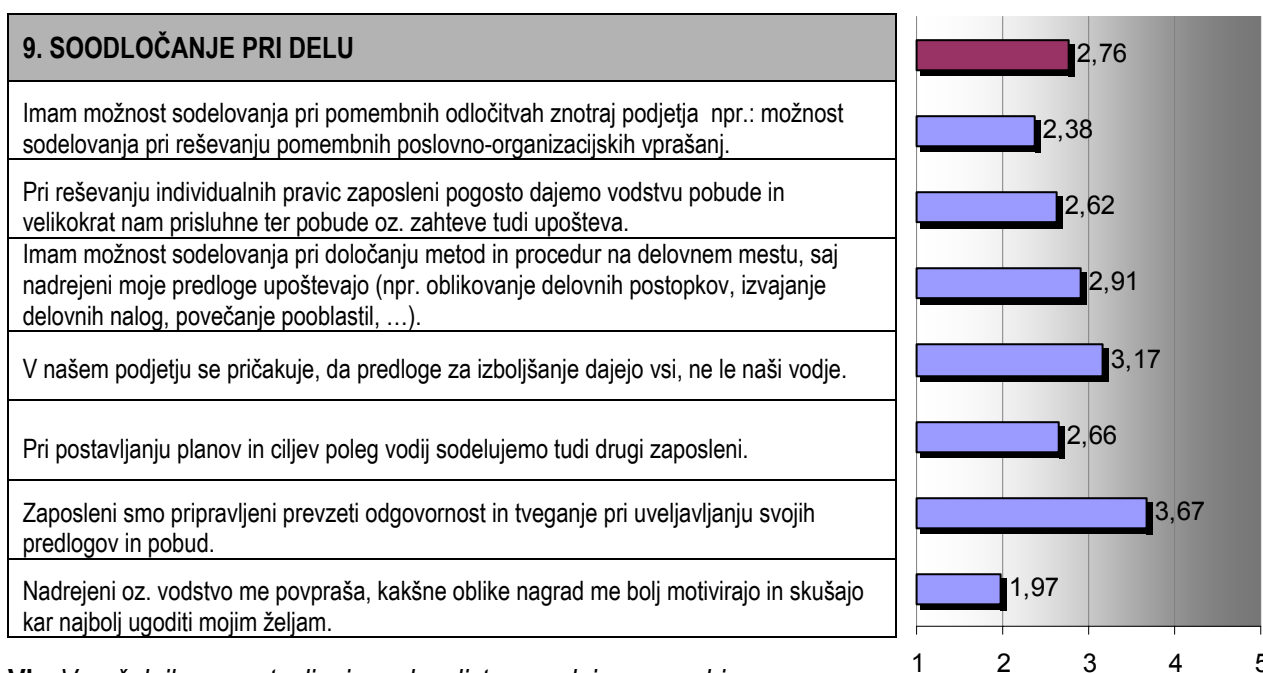 9. SOODLOČANJE PRI DELU
2,76
Imam možnost sodelovanja pri pomembnih odločitvah znotraj podjetja npr.: možnost
sodelovanja pri reševanju pomembnih poslovno-organizacijskih vprašanj.
2,38
Pri reševanju individualnih pravic zaposleni pogosto dajemo vodstvu pobude in
velikokrat nam prisluhne ter pobude oz. zahteve tudi upošteva.
2,62
Imam možnost sodelovanja pri določanju metod in procedur na delovnem mestu, saj
nadrejeni moje predloge upoštevajo (npr. oblikovanje delovnih postopkov, izvajanje
delovnih nalog, povečanje pooblastil, …).
2,91
V našem podjetju se pričakuje, da predloge za izboljšanje dajejo vsi, ne le naši vodje.
3,17
Pri postavljanju planov in ciljev poleg vodij sodelujemo tudi drugi zaposleni.
2,66
Zaposleni smo pripravljeni prevzeti odgovornost in tveganje pri uveljavljanju svojih
predlogov in pobud.
3,67
Nadrejeni oz. vodstvo me povpraša, kakšne oblike nagrad me bolj motivirajo in skušajo
kar najbolj ugoditi mojim željam.
1,97
1 2 3 4 5